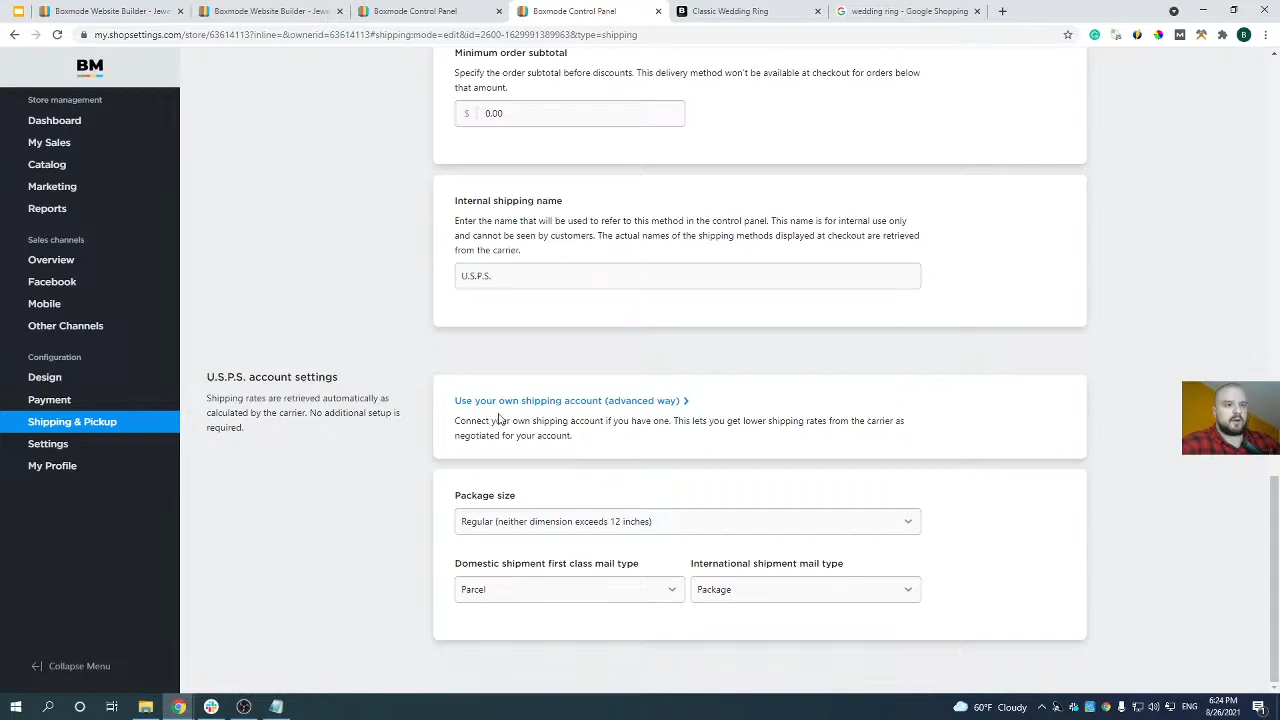 Boxmode Website Builder - Jewe
Boxmode Website Builder - Jewe
Boxmode Control Panel
Boxmode Control Panel
Classic Wedding Ring
wedding ring - Google Shopping
my.shopsettings.com/store/63614113?inline=&ownerid=63614113#shipping:mode=edit&id=2600-1629991389963&type=shipping
BM
Store management
Dashboard
My Sales
Catalog
Marketing
Reports
Sales channels
Overview
Facebook
Mobile
Other Channels
Configuration
Design
Payment
Shipping & Pickup
Settings
My Profile
Collapse Menu
Minimum order subtotal
Specify the order subtotal before discounts. This delivery method won't be available at checkout for orders below
that amount.
$ 0.00
Internal shipping name
Enter the name that will be used to refer to this method in the control panel. This name is for internal use only
and cannot be seen by customers. The actual names of the shipping methods displayed at checkout are retrieved
from the carrier.
U.S.P.S.
U.S.P.S. account settings
Shipping rates are retrieved automatically as
calculated by the carrier. No additional setup is
required.
Use your own shipping account (advanced way)
Connect your own shipping account if you have one. This lets you get lower shipping rates from the carrier as
negotiated for your account.
Package size
Regular (neither dimension exceeds 12 inches)
Domestic shipment first class mail type
International shipment mail type
Parcel
Package
60°F Cloudy
6:24 PM
8/26/2021